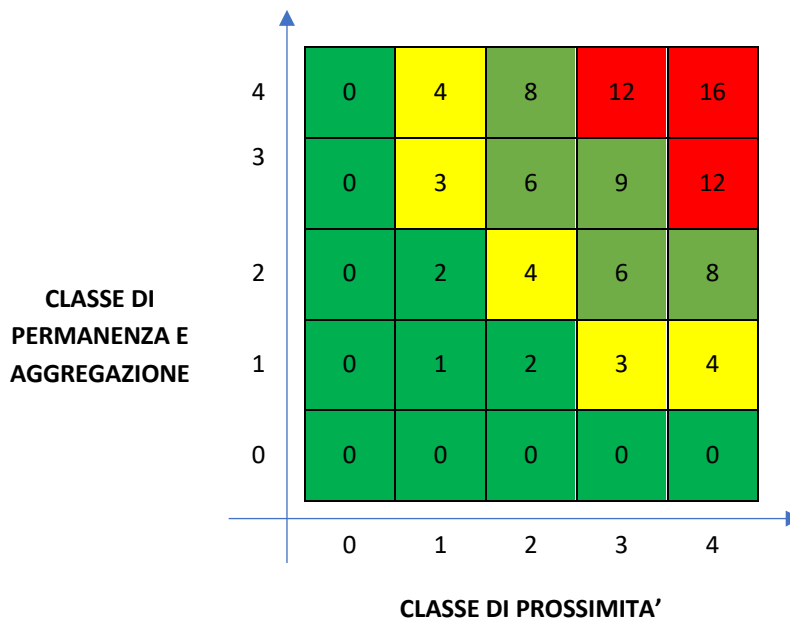 4 0 4 8 12 16
3 0 3 6 9 12
2 0 2 4 6 8
CLASSE DI
PERMANENZA E
AGGREGAZIONE
1 0 1 2 3 4
0 0 0 0 0 0
0 1 2 3 4
CLASSE DI PROSSIMITA’